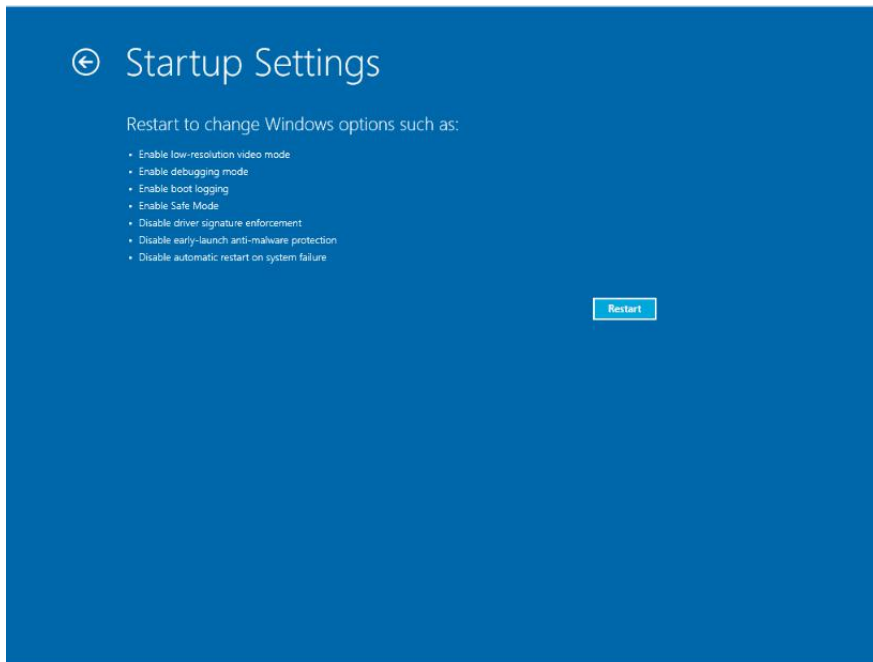 Startup Settings
Restart to change Windows options such as:
• Enable low-resolution video mode
• Enable debugging mode
• Enable boot logging
• Enable Safe Mode
• Disable driver signature enforcement
• Disable early-launch anti-malware protection
• Disable automatic restart on system failure
Restart